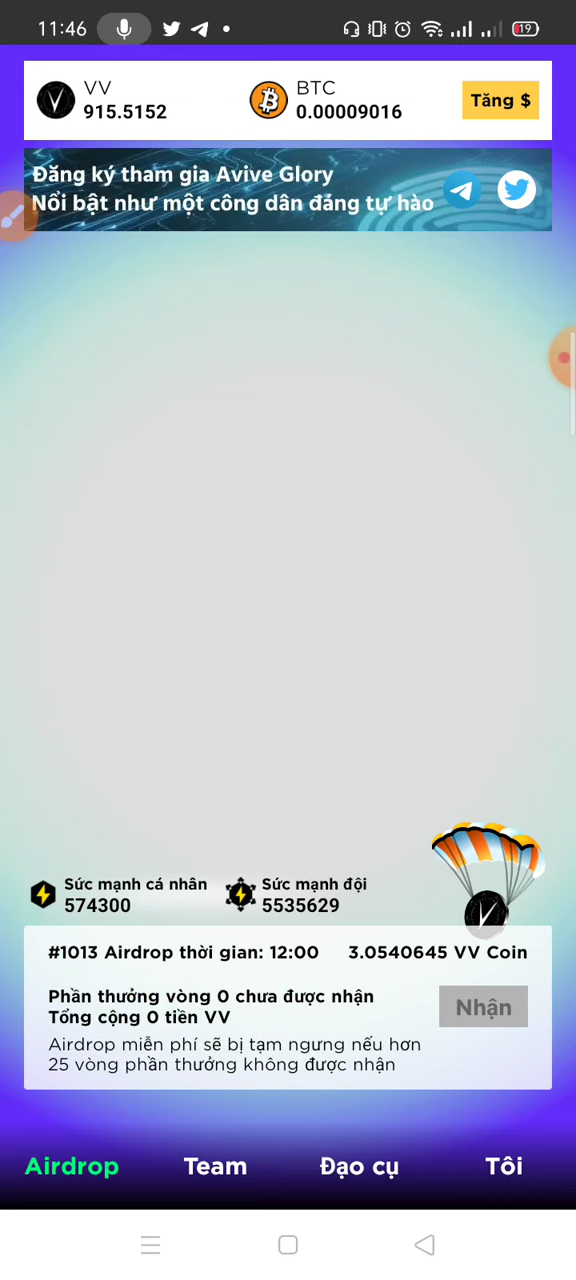 11:46
19
VV
915.5152
BTC
0.00009016
Tăng $
Đăng ký tham gia Avive Glory
Nổi bật như một công dân đảng tự hào
Sức mạnh cá nhân
574300
Sức mạnh đội
5535629
#1013 Airdrop thời gian: 12:00
3.0540645 VV Coin
Phần thưởng vòng 0 chưa được nhận
Tổng cộng 0 tiền VV
Nhận
Airdrop miễn phí sẽ bị tạm ngưng nếu hơn
25 vòng phần thưởng không được nhận
Airdrop
Team
Đạo cụ
Tôi